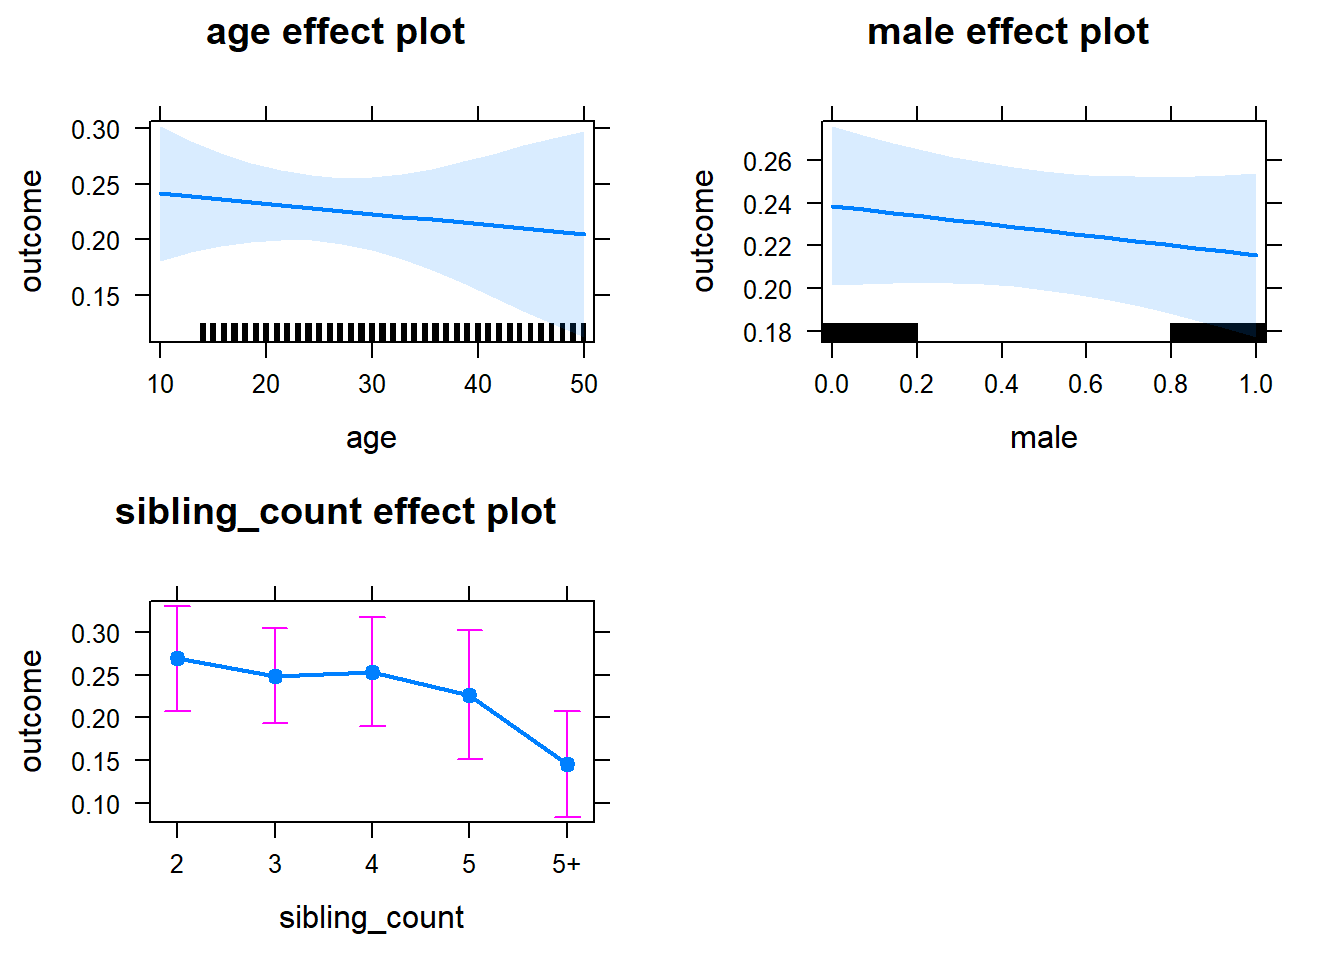 age effect plot
outcome
0.30
0.25
0.20
0.15
10 20 30 40 50
age
male effect plot
outcome
0.26
0.24
0.22
0.20
0.18
0.0 0.2 0.4 0.6 0.8 1.0
male
sibling_count effect plot
outcome
0.30
0.25
0.20
0.15
0.10
2 3 4 5 5+
sibling_count